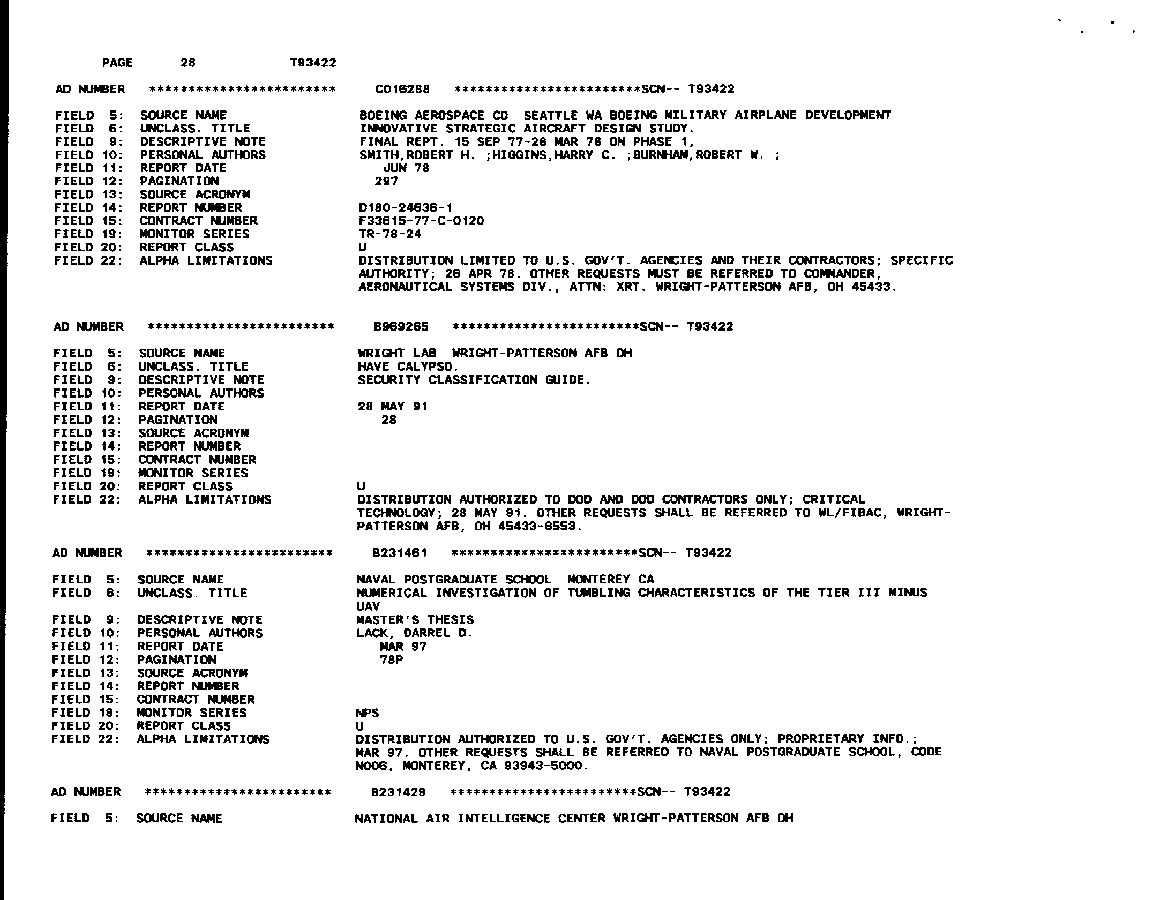 PAGE 28 T93422
AD NUMBER ************************ C016288 ************************SCN-- T93422
FIELD 5: SOURCE NAME BOEING AEROSPACE CO SEATTLE WA BOEING MILITARY AIRPLANE DEVELOPMENT
FIELD 6: UNCLASS. TITLE INNOVATIVE STRATEGIC AIRCRAFT DESIGN STUDY.
FIELD 9: DESCRIPTIVE NOTE FINAL REPT. 15 SEP 77-26 MAR 78 ON PHASE 1,
FIELD 10: PERSONAL AUTHORS SMITH,ROBERT H. ;HIGGINS,HARRY C. ;BURNHAM,ROBERT W. ;
FIELD 11: REPORT DATE JUN 78
FIELD 12: PAGINATION 297
FIELD 13: SOURCE ACRONYM
FIELD 14: REPORT NUMBER D180-24636-1
FIELD 15: CONTRACT NUMBER F33615-77-C-0120
FIELD 19: MONITOR SERIES TR-78-24
FIELD 20: REPORT CLASS U
FIELD 22: ALPHA LIMITATIONS DISTRIBUTION LIMITED TO U.S. GOV'T. AGENCIES AND THEIR CONTRACTORS; SPECIFIC
AUTHORITY; 26 APR 78. OTHER REQUESTS MUST BE REFERRED TO COMMANDER,
AERONAUTICAL SYSTEMS DIV., ATTN: XRT. WRIGHT-PATTERSON AFB, OH 45433.
AD NUMBER ************************ B969265 ************************SCN-- T93422
FIELD 5: SOURCE NAME WRIGHT LAB WRIGHT-PATTERSON AFB OH
FIELD 6: UNCLASS. TITLE HAVE CALYPSO.
FIELD 9: DESCRIPTIVE NOTE SECURITY CLASSIFICATION GUIDE.
FIELD 10: PERSONAL AUTHORS
FIELD 11: REPORT DATE 28 MAY 91
FIELD 12: PAGINATION 28
FIELD 13: SOURCE ACRONYM
FIELD 14: REPORT NUMBER
FIELD 15: CONTRACT NUMBER
FIELD 19: MONITOR SERIES
FIELD 20: REPORT CLASS U
FIELD 22: ALPHA LIMITATIONS DISTRIBUTION AUTHORIZED TO DOD AND DOD CONTRACTORS ONLY; CRITICAL
TECHNOLOGY; 28 MAY 91. OTHER REQUESTS SHALL BE REFERRED TO WL/FIBAC, WRIGHT-
PATTERSON AFB, OH 45433-6553.
AD NUMBER ************************ B231461 ************************SCN-- T93422
FIELD 5: SOURCE NAME NAVAL POSTGRADUATE SCHOOL MONTEREY CA
FIELD 6: UNCLASS. TITLE NUMERICAL INVESTIGATION OF TUMBLING CHARACTERISTICS OF THE TIER III MINUS
UAV
FIELD 9: DESCRIPTIVE NOTE MASTER'S THESIS
FIELD 10: PERSONAL AUTHORS LACK, DARREL D.
FIELD 11: REPORT DATE MAR 97
FIELD 12: PAGINATION 78P
FIELD 13: SOURCE ACRONYM
FIELD 14: REPORT NUMBER
FIELD 15: CONTRACT NUMBER
FIELD 19: MONITOR SERIES NPS
FIELD 20: REPORT CLASS U
FIELD 22: ALPHA LIMITATIONS DISTRIBUTION AUTHORIZED TO U.S. GOV'T. AGENCIES ONLY; PROPRIETARY INFO.;
MAR 97. OTHER REQUESTS SHALL BE REFERRED TO NAVAL POSTGRADUATE SCHOOL, CODE
N006, MONTEREY, CA 93943-5000.
AD NUMBER ************************ B231429 ************************SCN-- T93422
FIELD 5: SOURCE NAME NATIONAL AIR INTELLIGENCE CENTER WRIGHT-PATTERSON AFB OH